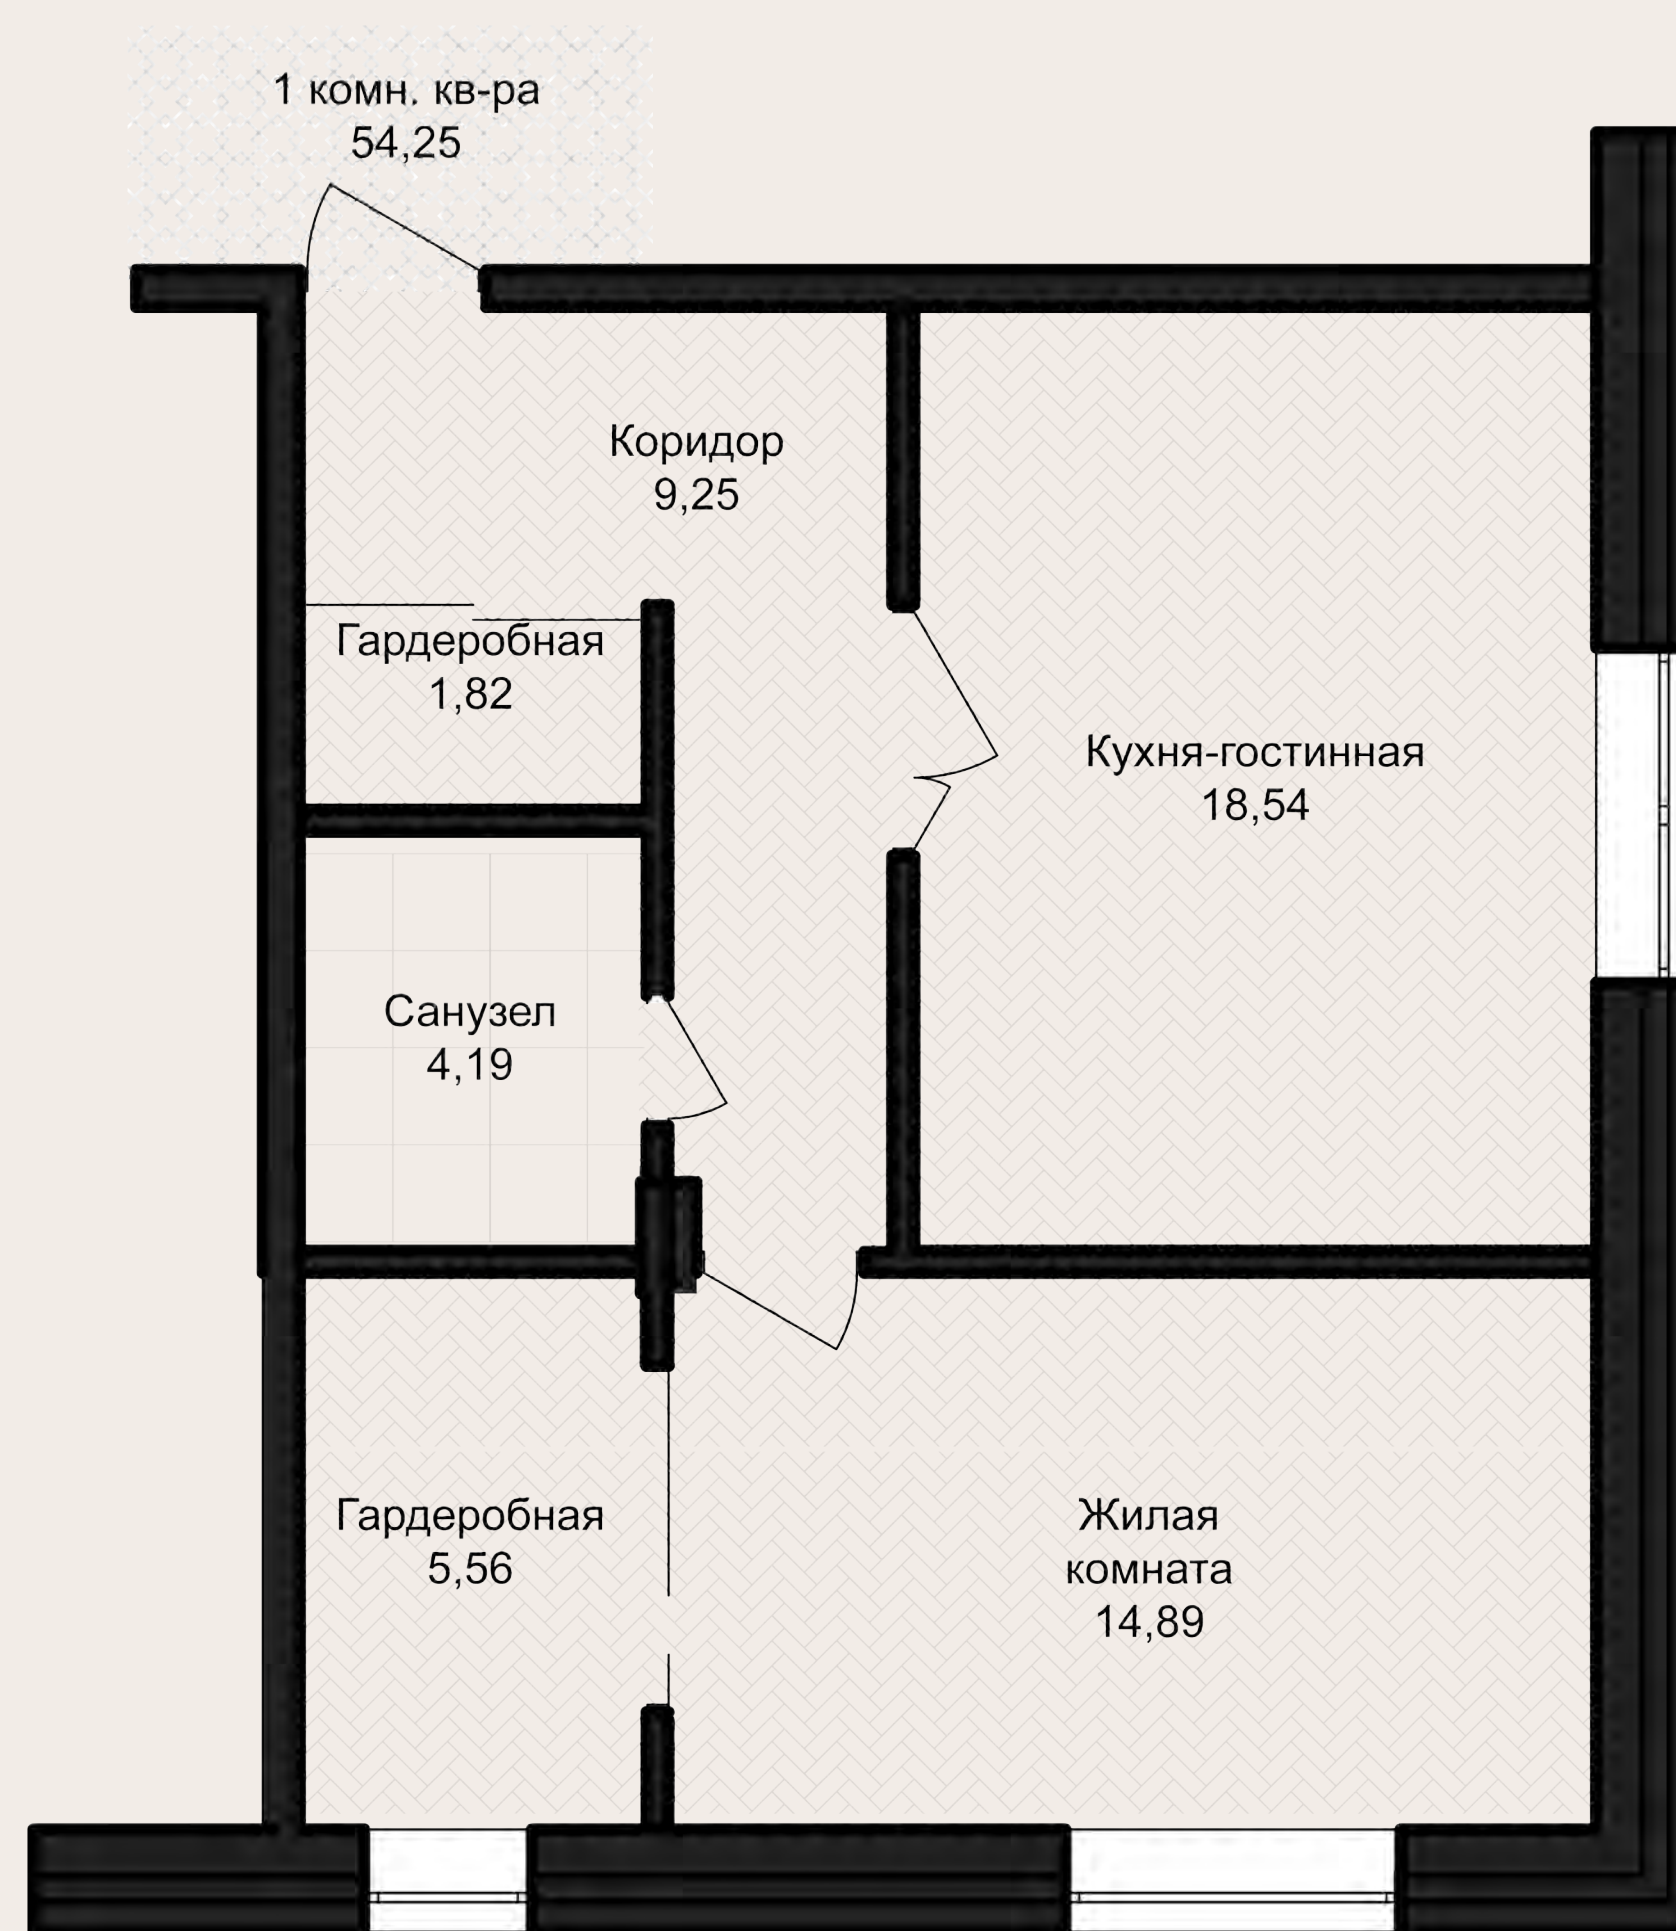 1 комн. кв-ра
54,25
Коридор
9,25
Гардеробная
1,82
Кухня-гостинная
18,54
Санузел
4,19
Гардеробная
5,56
Жилая
комната
14,89